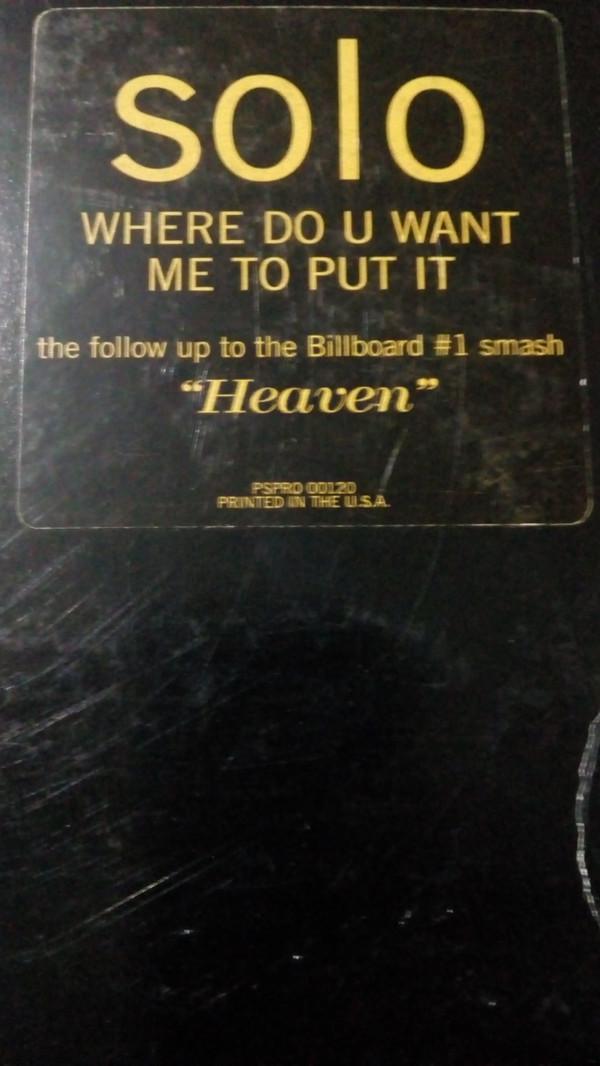 solo
WHERE DO U WANT
ME TO PUT IT
the follow up to the Billboard #1 smash
“Heaven”
PSPRO 00120
PRINTED IN THE U.S.A.